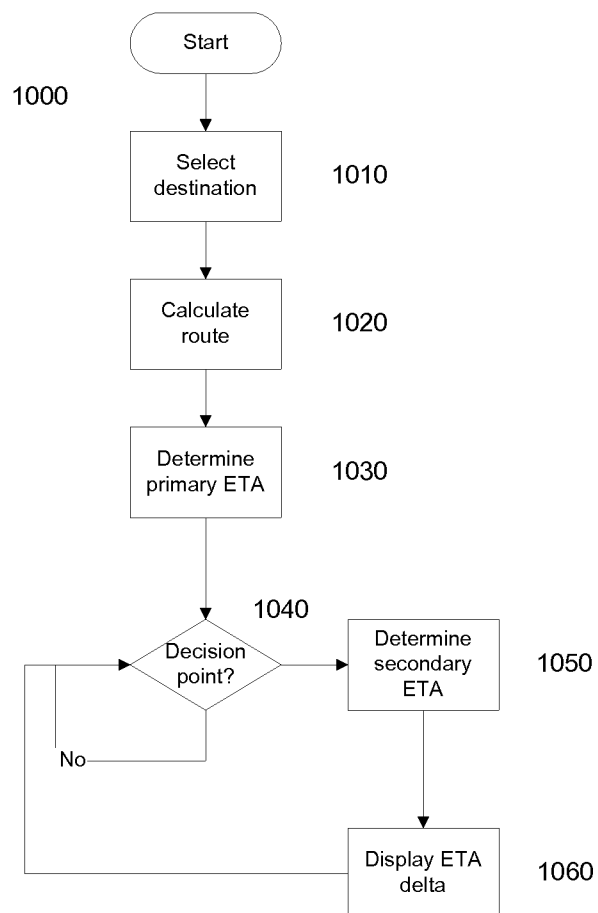 Start
1000
Select
destination
1010
Calculate
route
1020
Determine
primary ETA
1030
1040
Decision
point?
Determine
secondary
ETA
1050
No
Display ETA
delta
1060